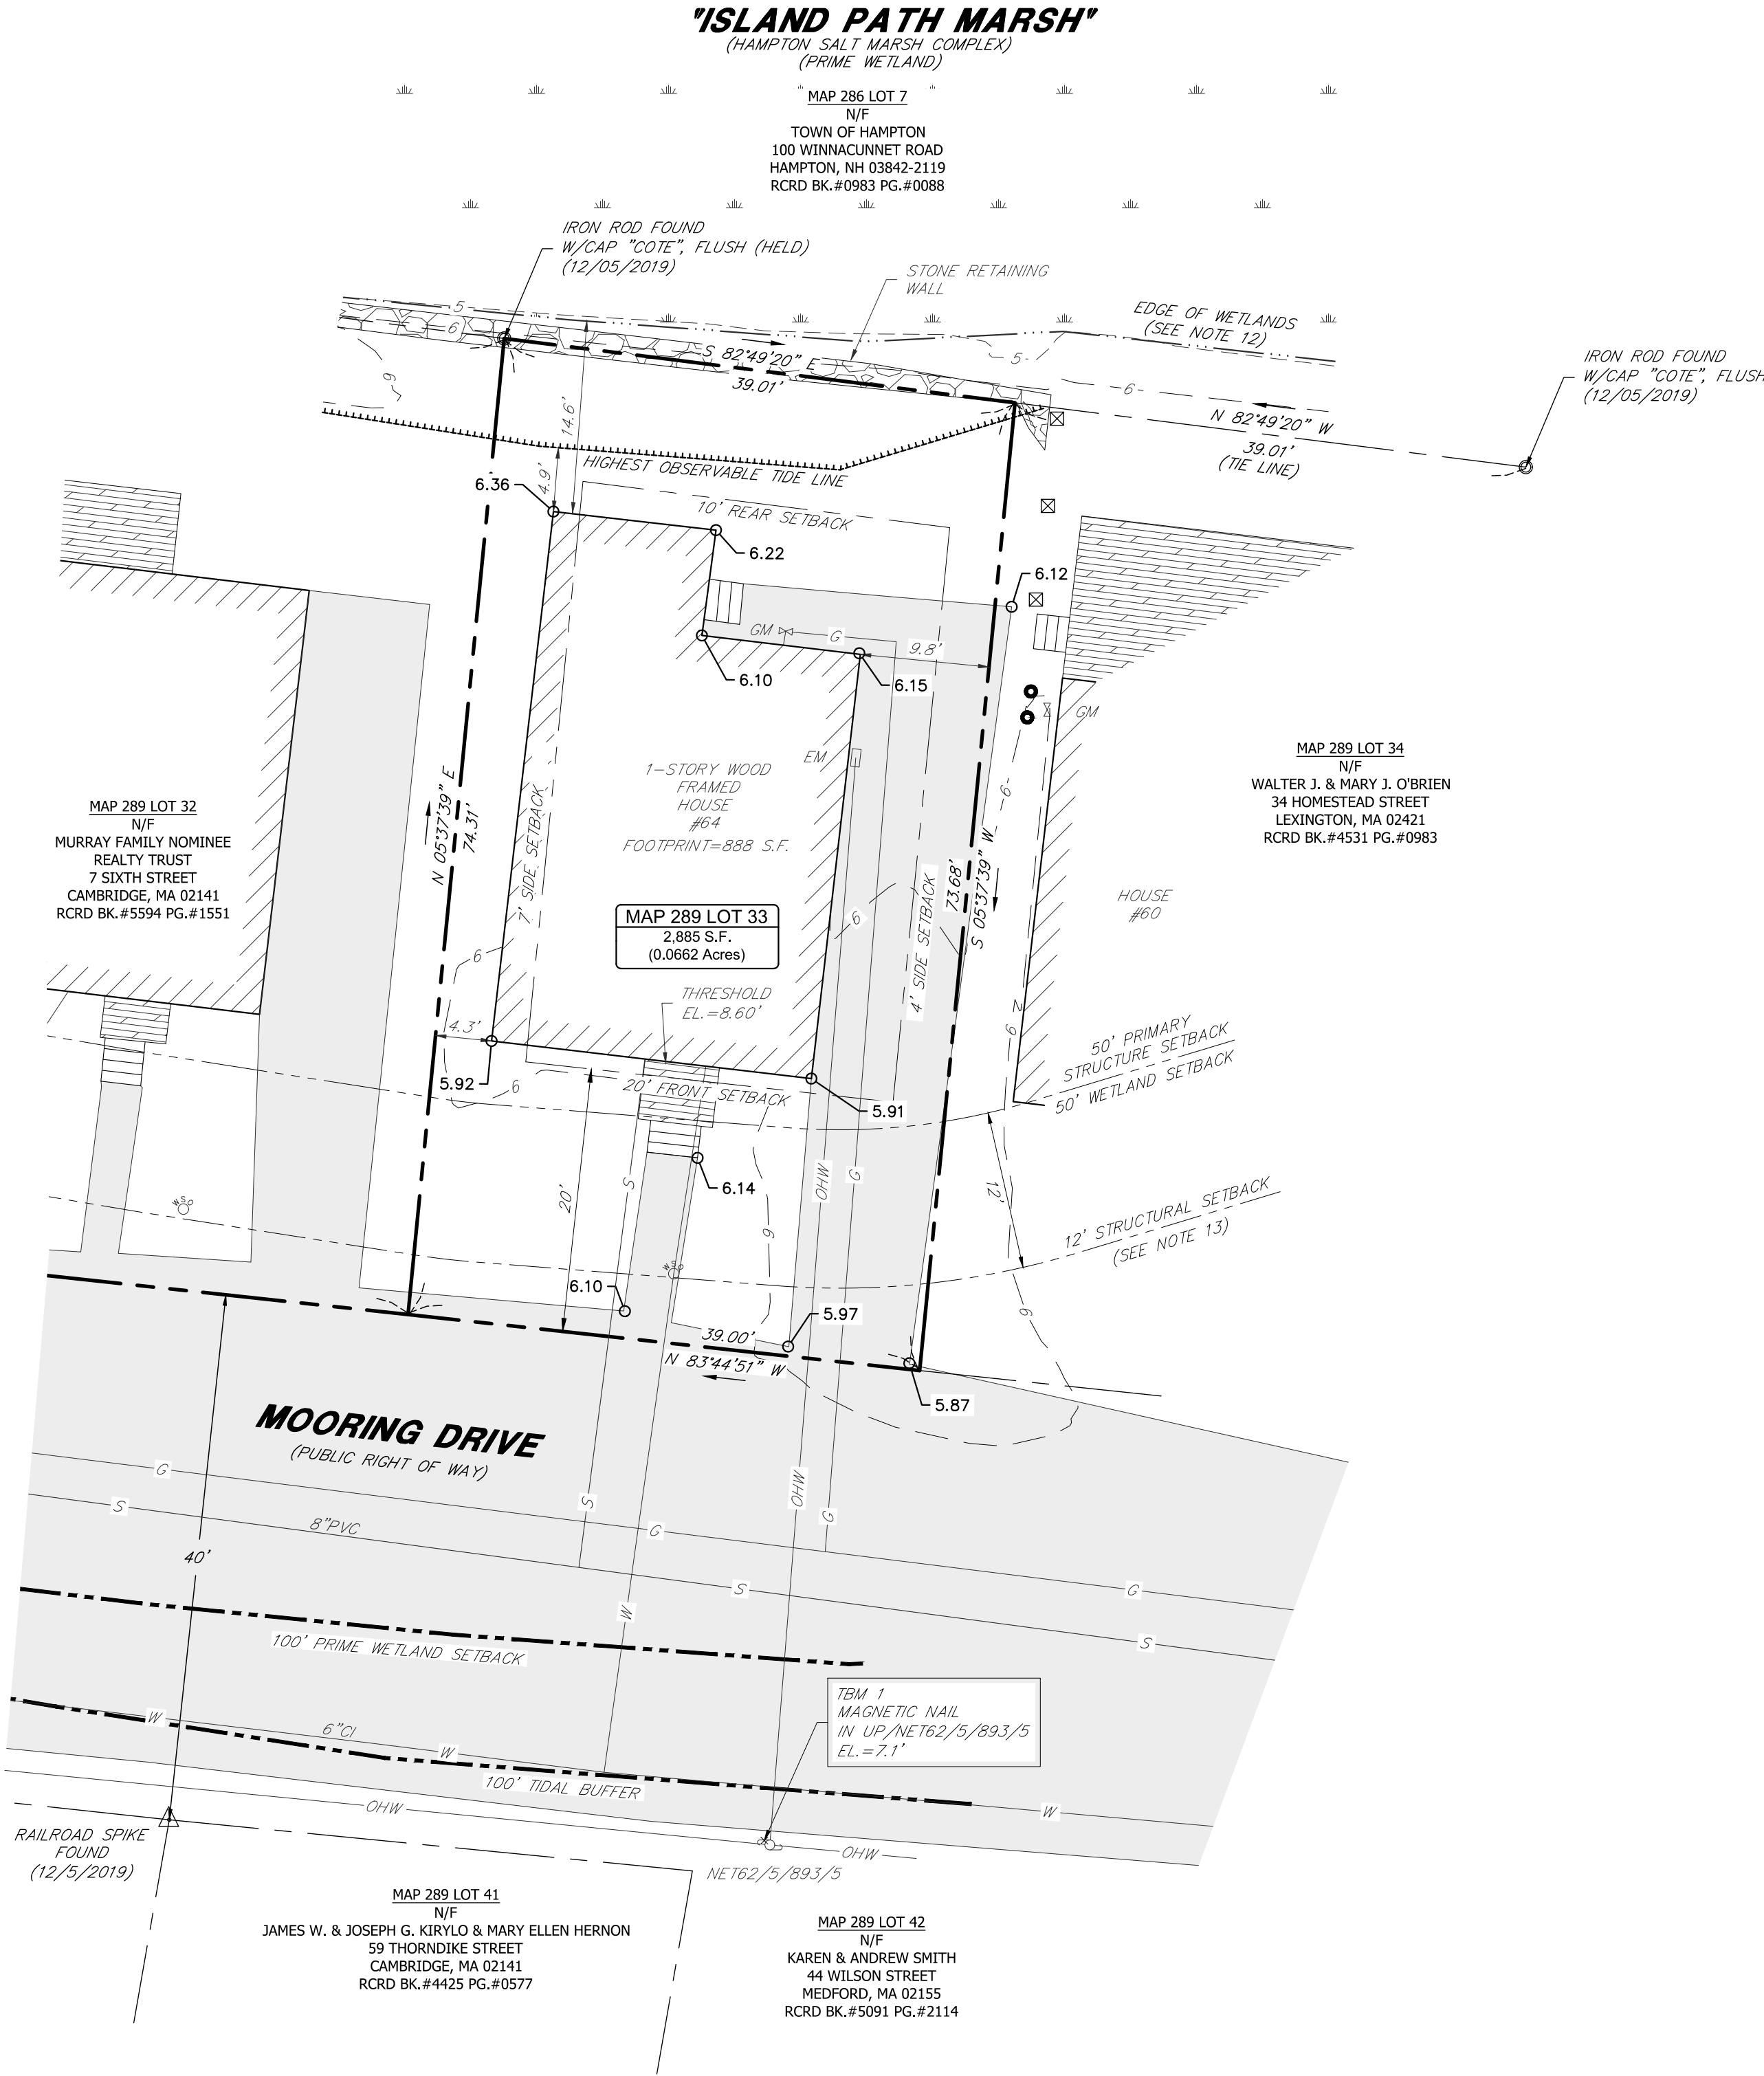 "ISLAND PATH MARSH"
(HAMPTON SALT MARSH COMPLEX)
(PRIME WETLAND)
MAP 286 LOT 7
N/F
TOWN OF HAMPTON
100 WINNACUNNET ROAD
HAMPTON, NH 03842-2119
RCRD BK.#0983 PG.#0088
IRON ROD FOUND
W/CAP "COTE", FLUSH (HELD)
(12/05/2019)
STONE RETAINING
WALL
EDGE OF WETLANDS
(SEE NOTE 12)
IRON ROD FOUND
W/CAP "COTE", FLUSH
(12/05/2019)
5
6
5
6
6
S 82°49'20" E
39.01'
N 82°49'20" W
39.01'
(TIE LINE)
14.6'
4.9'
HIGHEST OBSERVABLE TIDE LINE
6.36
10' REAR SETBACK
6.22
6.12
GM
G
9.8'
6.10
6.15
GM
EM
1-STORY WOOD
FRAMED
HOUSE
#64
FOOTPRINT=888 S.F.
7' SIDE SETBACK
4' SIDE SETBACK
N 05°37'39" E
74.31'
73.68'
S 05°37'39" W
6
MAP 289 LOT 32
N/F
MURRAY FAMILY NOMINEE
REALTY TRUST
7 SIXTH STREET
CAMBRIDGE, MA 02141
RCRD BK.#5594 PG.#1551
MAP 289 LOT 34
N/F
WALTER J. & MARY J. O'BRIEN
34 HOMESTEAD STREET
LEXINGTON, MA 02421
RCRD BK.#4531 PG.#0983
HOUSE
#60
MAP 289 LOT 33
2,885 S.F.
(0.0662 Acres)
6
6
THRESHOLD
EL.=8.60'
4.3'
5.92
6
20' FRONT SETBACK
5.91
50' PRIMARY
STRUCTURE SETBACK
50' WETLAND SETBACK
6.14
S
OHW
G
20'
12'
WSO
WSO
6
12' STRUCTURAL SETBACK
(SEE NOTE 13)
6
6.10
5.97
39.00'
N 83°44'51" W
5.87
MOORING DRIVE
(PUBLIC RIGHT OF WAY)
G
S
8"PVC
S
OHW
G
G
S
G
S
40'
W
100' PRIME WETLAND SETBACK
TBM 1
MAGNETIC NAIL
IN UP/NET62/5/893/5
EL.=7.1'
W
6"CI
W
100' TIDAL BUFFER
W
OHW
OHW
RAILROAD SPIKE
FOUND
(12/5/2019)
NET62/5/893/5
MAP 289 LOT 41
N/F
JAMES W. & JOSEPH G. KIRYLO & MARY ELLEN HERNON
59 THORNDIKE STREET
CAMBRIDGE, MA 02141
RCRD BK.#4425 PG.#0577
MAP 289 LOT 42
N/F
KAREN & ANDREW SMITH
44 WILSON STREET
MEDFORD, MA 02155
RCRD BK.#5091 PG.#2114